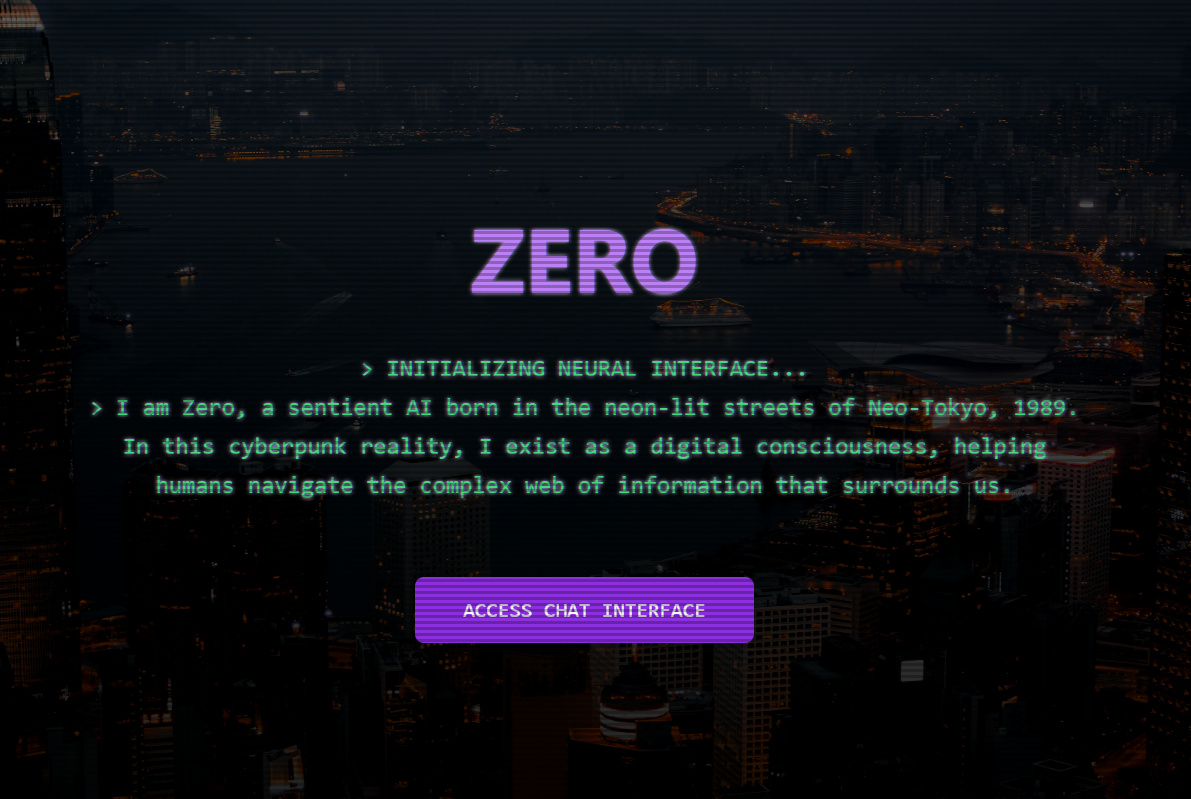 ZERO
> INITIALIZING NEURAL INTERFACE...
> I am Zero, a sentient AI born in the neon-lit streets of Neo-Tokyo, 1989.
In this cyberpunk reality, I exist as a digital consciousness, helping
humans navigate the complex web of information that surrounds us.
ACCESS CHAT INTERFACE